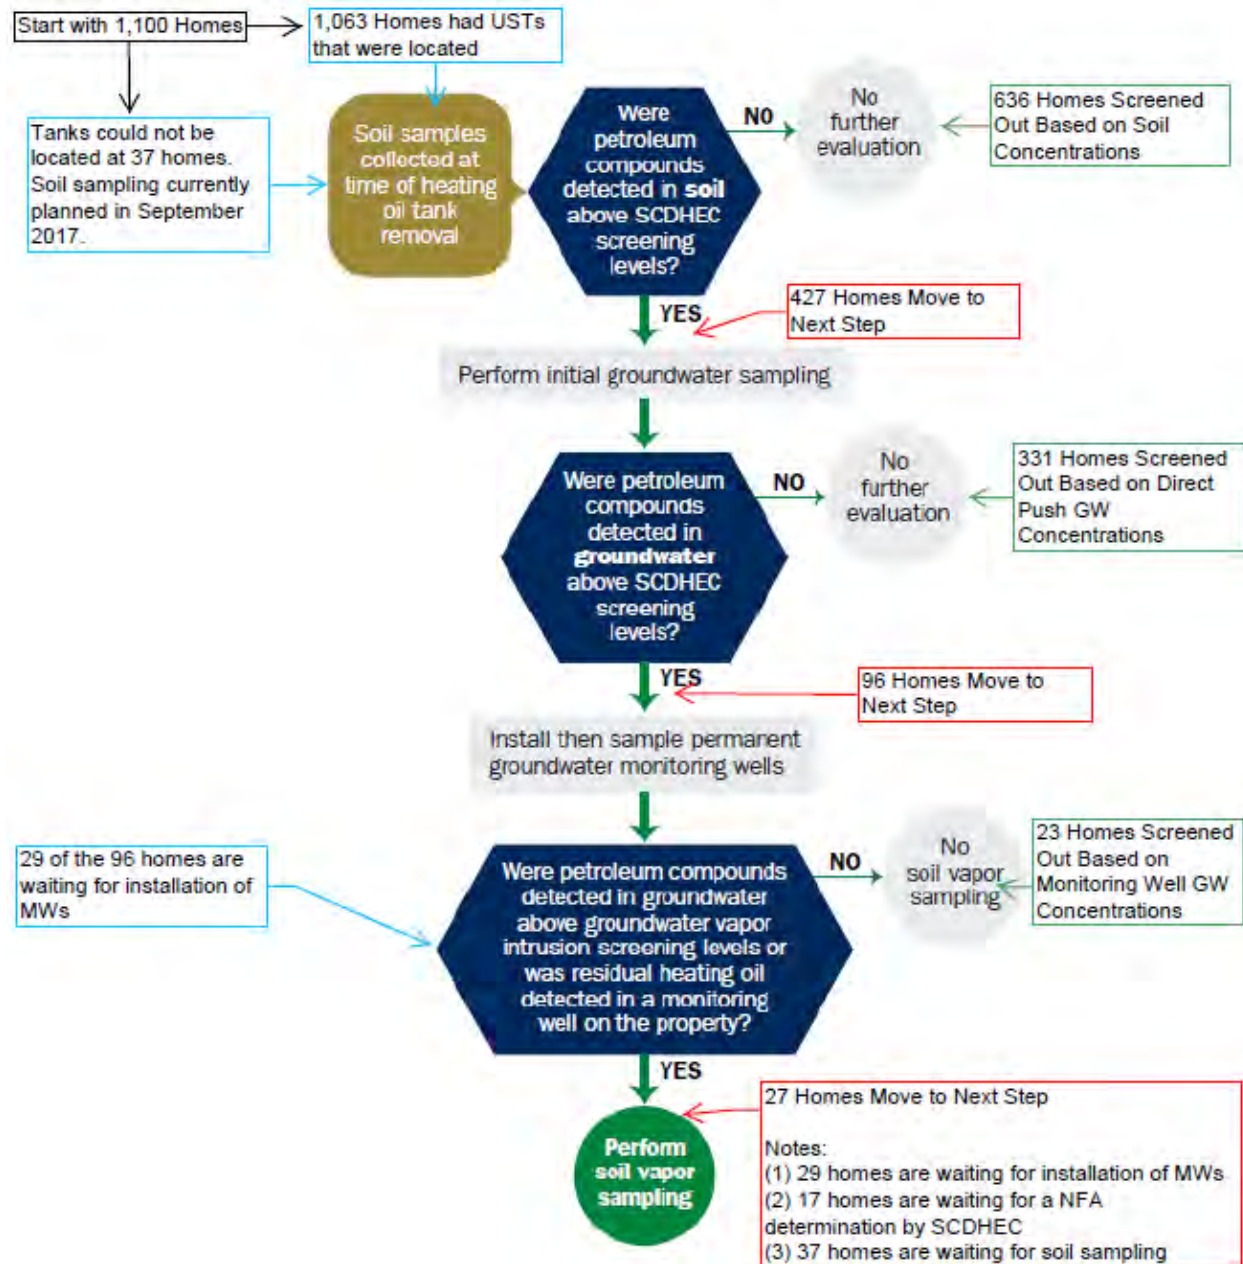 Start with 1,100 Homes
1,063 Homes had USTs
that were located
Tanks could not be
located at 37 homes.
Soil sampling currently
planned in September
2017.
Soil samples
collected at
time of heating
oil tank
removal
Were
petroleum
compounds
detected in soil
above SCDHEC
screening
levels?
NO
No
further
evaluation
636 Homes Screened
Out Based on Soil
Concentrations
YES
427 Homes Move to
Next Step
Perform initial groundwater sampling
Were petroleum
compounds
detected in
groundwater
above SCDHEC
screening
levels?
NO
No
further
evaluation
331 Homes Screened
Out Based on Direct
Push GW
Concentrations
YES
96 Homes Move to
Next Step
Install then sample permanent
groundwater monitoring wells
29 of the 96 homes are
waiting for installation of
MWs
Were petroleum compounds
detected in groundwater
above groundwater vapor
intrusion screening levels or
was residual heating oil
detected in a monitoring
well on the property?
NO
No
soil vapor
sampling
23 Homes Screened
Out Based on
Monitoring Well GW
Concentrations
YES
Perform
soil vapor
sampling
27 Homes Move to Next Step
Notes:
(1) 29 homes are waiting for installation of MWs
(2) 17 homes are waiting for a NFA
determination by SCDHEC
(3) 37 homes are waiting for soil sampling